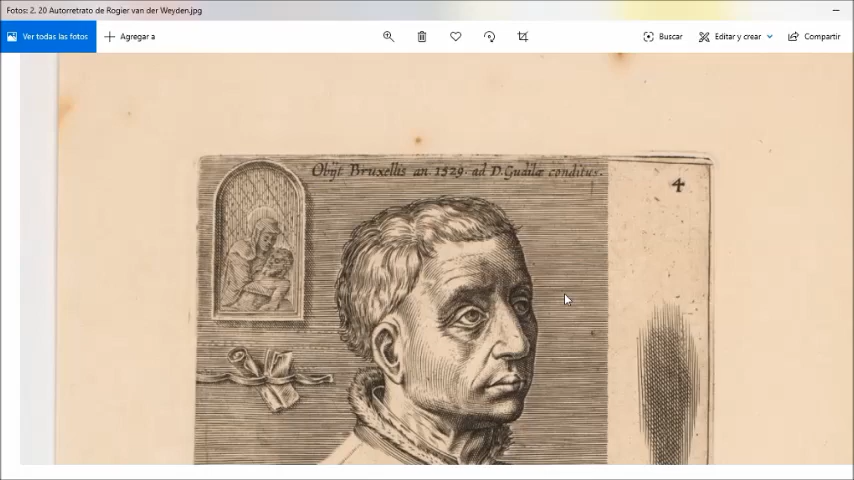 Fotos: 2, 20 Autorretrato de Rogier van der Weyden.jpg
Ver todas las fotos
Agregar a
Buscar
Editar y crear
Compartir
Obijt Bruxellis an. 1529. ad D. Gudilæ conditus.
4